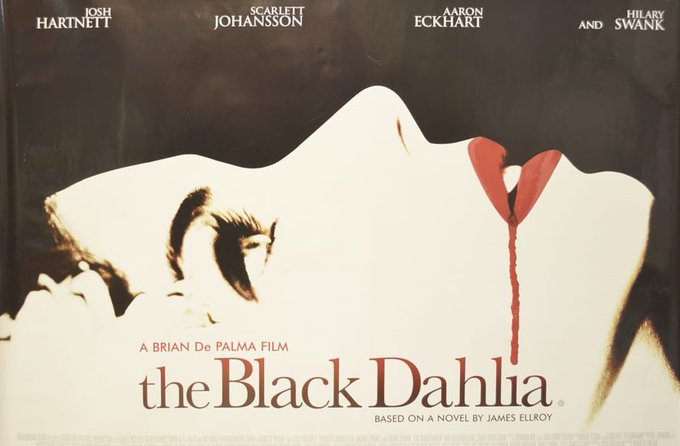 JOSH HARTNETT
SCARLETT JOHANSSON
AARON ECKHART
AND HILARY SWANK
A BRIAN De PALMA FILM
the Black Dahlia
BASED ON A NOVEL BY JAMES ELLROY